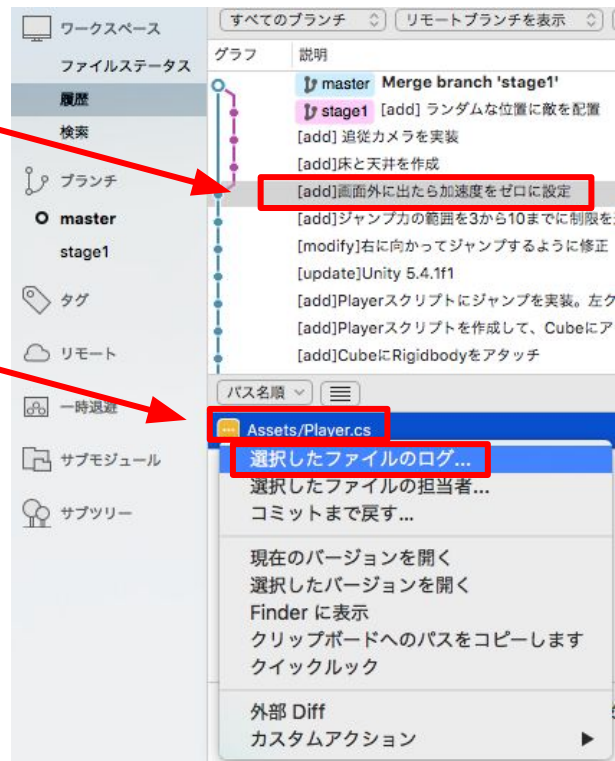 ワークスペース
ファイルステータス
履歴
検索
ブランチ
master
stage1
タグ
リモート
一時退避
サブモジュール
サブツリー
すべてのブランチ
リモートブランチを表示
グラフ
説明
master Merge branch 'stage1'
stage1 [add] ランダムな位置に敵を配置
[add] 追従カメラを実装
[add]床と天井を作成
[add]画面外に出たら加速度をゼロに設定
[add]ジャンプ力の範囲を3から10までに制限を
[modify]右に向かってジャンプするように修正
[update]Unity 5.4.1f1
[add]Playerスクリプトにジャンプを実装。左ク
[add]Playerスクリプトを作成して、Cubeにア
[add]CubeにRigidbodyをアタッチ
パス名順
Assets/Player.cs
選択したファイルのログ...
選択したファイルの担当者...
コミットまで戻す...
現在のバージョンを開く
選択したバージョンを開く
Finder に表示
クリップボードへのパスをコピーします
クイックルック
外部 Diff
カスタムアクション